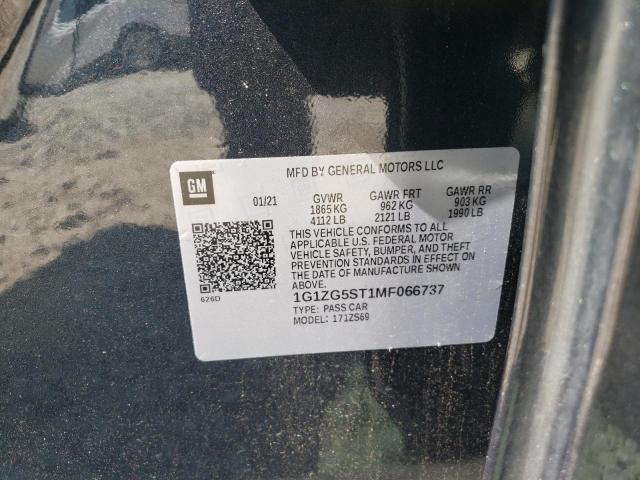 MFD BY GENERAL MOTORS LLC
GM
01/21 GVWR GAWR FRT GAWR RR
1865 KG 962 KG 903 KG
4112 LB 2121 LB 1990 LB
THIS VEHICLE CONFORMS TO ALL
APPLICABLE U.S. FEDERAL MOTOR
VEHICLE SAFETY, BUMPER, AND THEFT
PREVENTION STANDARDS IN EFFECT ON
THE DATE OF MANUFACTURE SHOWN
ABOVE.
626D
1G1ZG5ST1MF066737
TYPE: PASS CAR
MODEL: 171ZS69